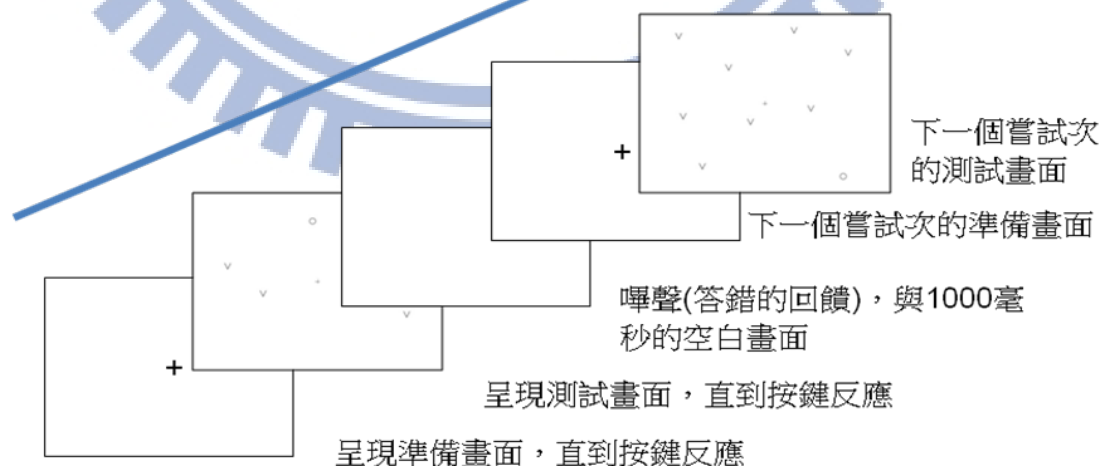 下一個嘗試次
的測試畫面
下一個嘗試次的準備畫面
嗶聲(答錯的回饋)，與1000毫
秒的空白畫面
呈現測試畫面，直到按鍵反應
呈現準備畫面，直到按鍵反應